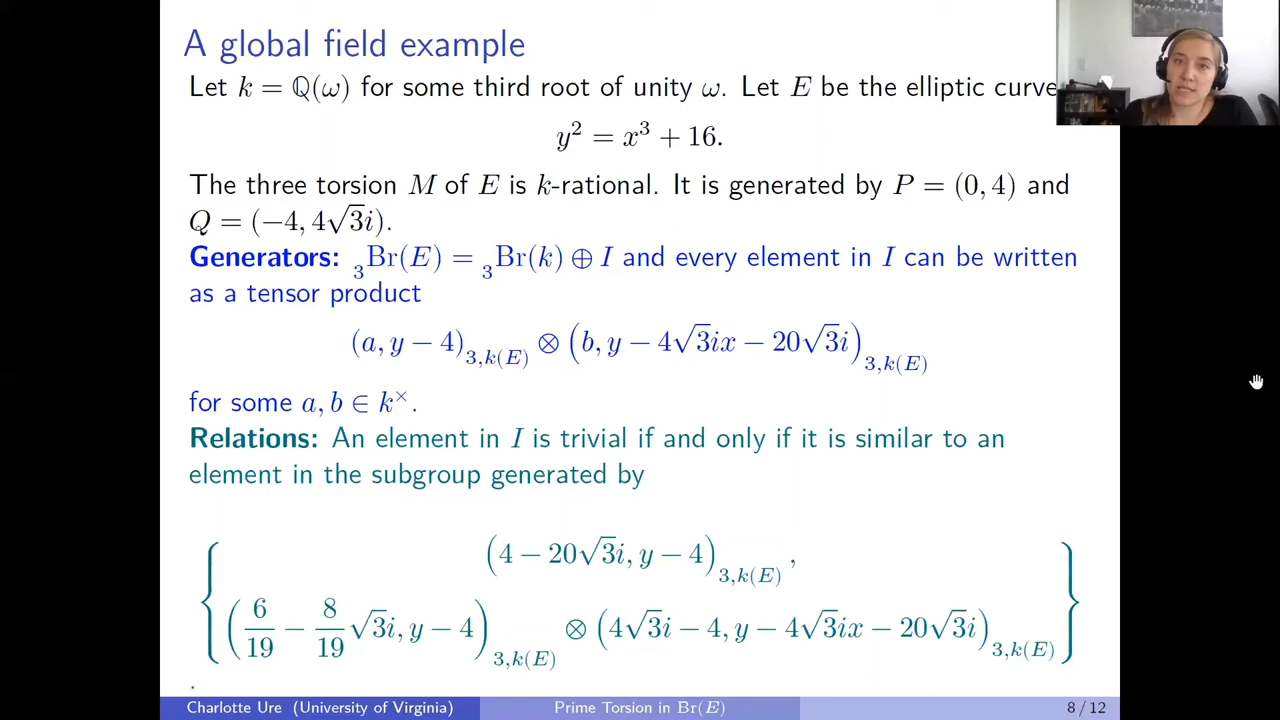 A global field example
Let k = ℚ(ω) for some third root of unity ω. Let E be the elliptic curve
y² = x³ + 16.
The three torsion M of E is k-rational. It is generated by P = (0, 4) and
Q = (−4, 4√3i).
Generators: ₃Br(E) = ₃Br(k) ⊕ I and every element in I can be written
as a tensor product
(a, y − 4)₃,ₖ₍E₎ ⊗ (b, y − 4√3ix − 20√3i)₃,ₖ₍E₎
for some a, b ∈ k×.
Relations: An element in I is trivial if and only if it is similar to an
element in the subgroup generated by
{ (4 − 20√3i, y − 4)₃,ₖ₍E₎ ,
(6/19 − 8/19 √3i, y − 4)₃,ₖ₍E₎ ⊗ (4√3i − 4, y − 4√3ix − 20√3i)₃,ₖ₍E₎ }
.
Charlotte Ure (University of Virginia) Prime Torsion in Br(E) 8 / 12